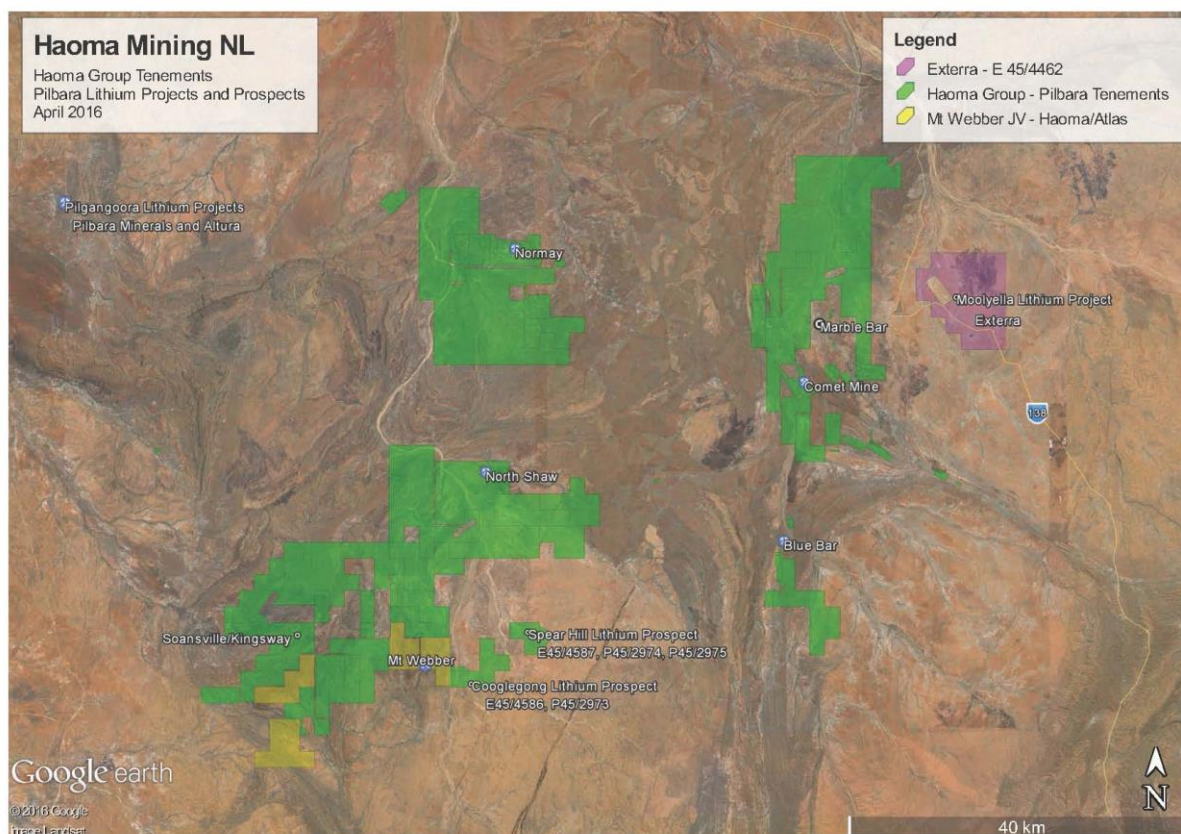 Haoma Mining NL
Haoma Group Tenements
Pilbara Lithium Projects and Prospects
April 2016
Legend
Exterra - E 45/4462
Haoma Group - Pilbara Tenements
Mt Webber JV - Haoma/Atlas
Pilgangoora Lithium Projects
Pilbara Minerals and Altura
Normay
Moolyella Lithium Project
Exterra
Marble Bar
Comet Mine
138
North Shaw
Blue Bar
Soansville/Kingsway
Spear Hill Lithium Prospect
E45/4587, P45/2974, P45/2975
Mt Webber
Cooglegong Lithium Prospect
E45/4586, P45/2973
Google earth
© 2016 Google
Image Landsat
N
40 km